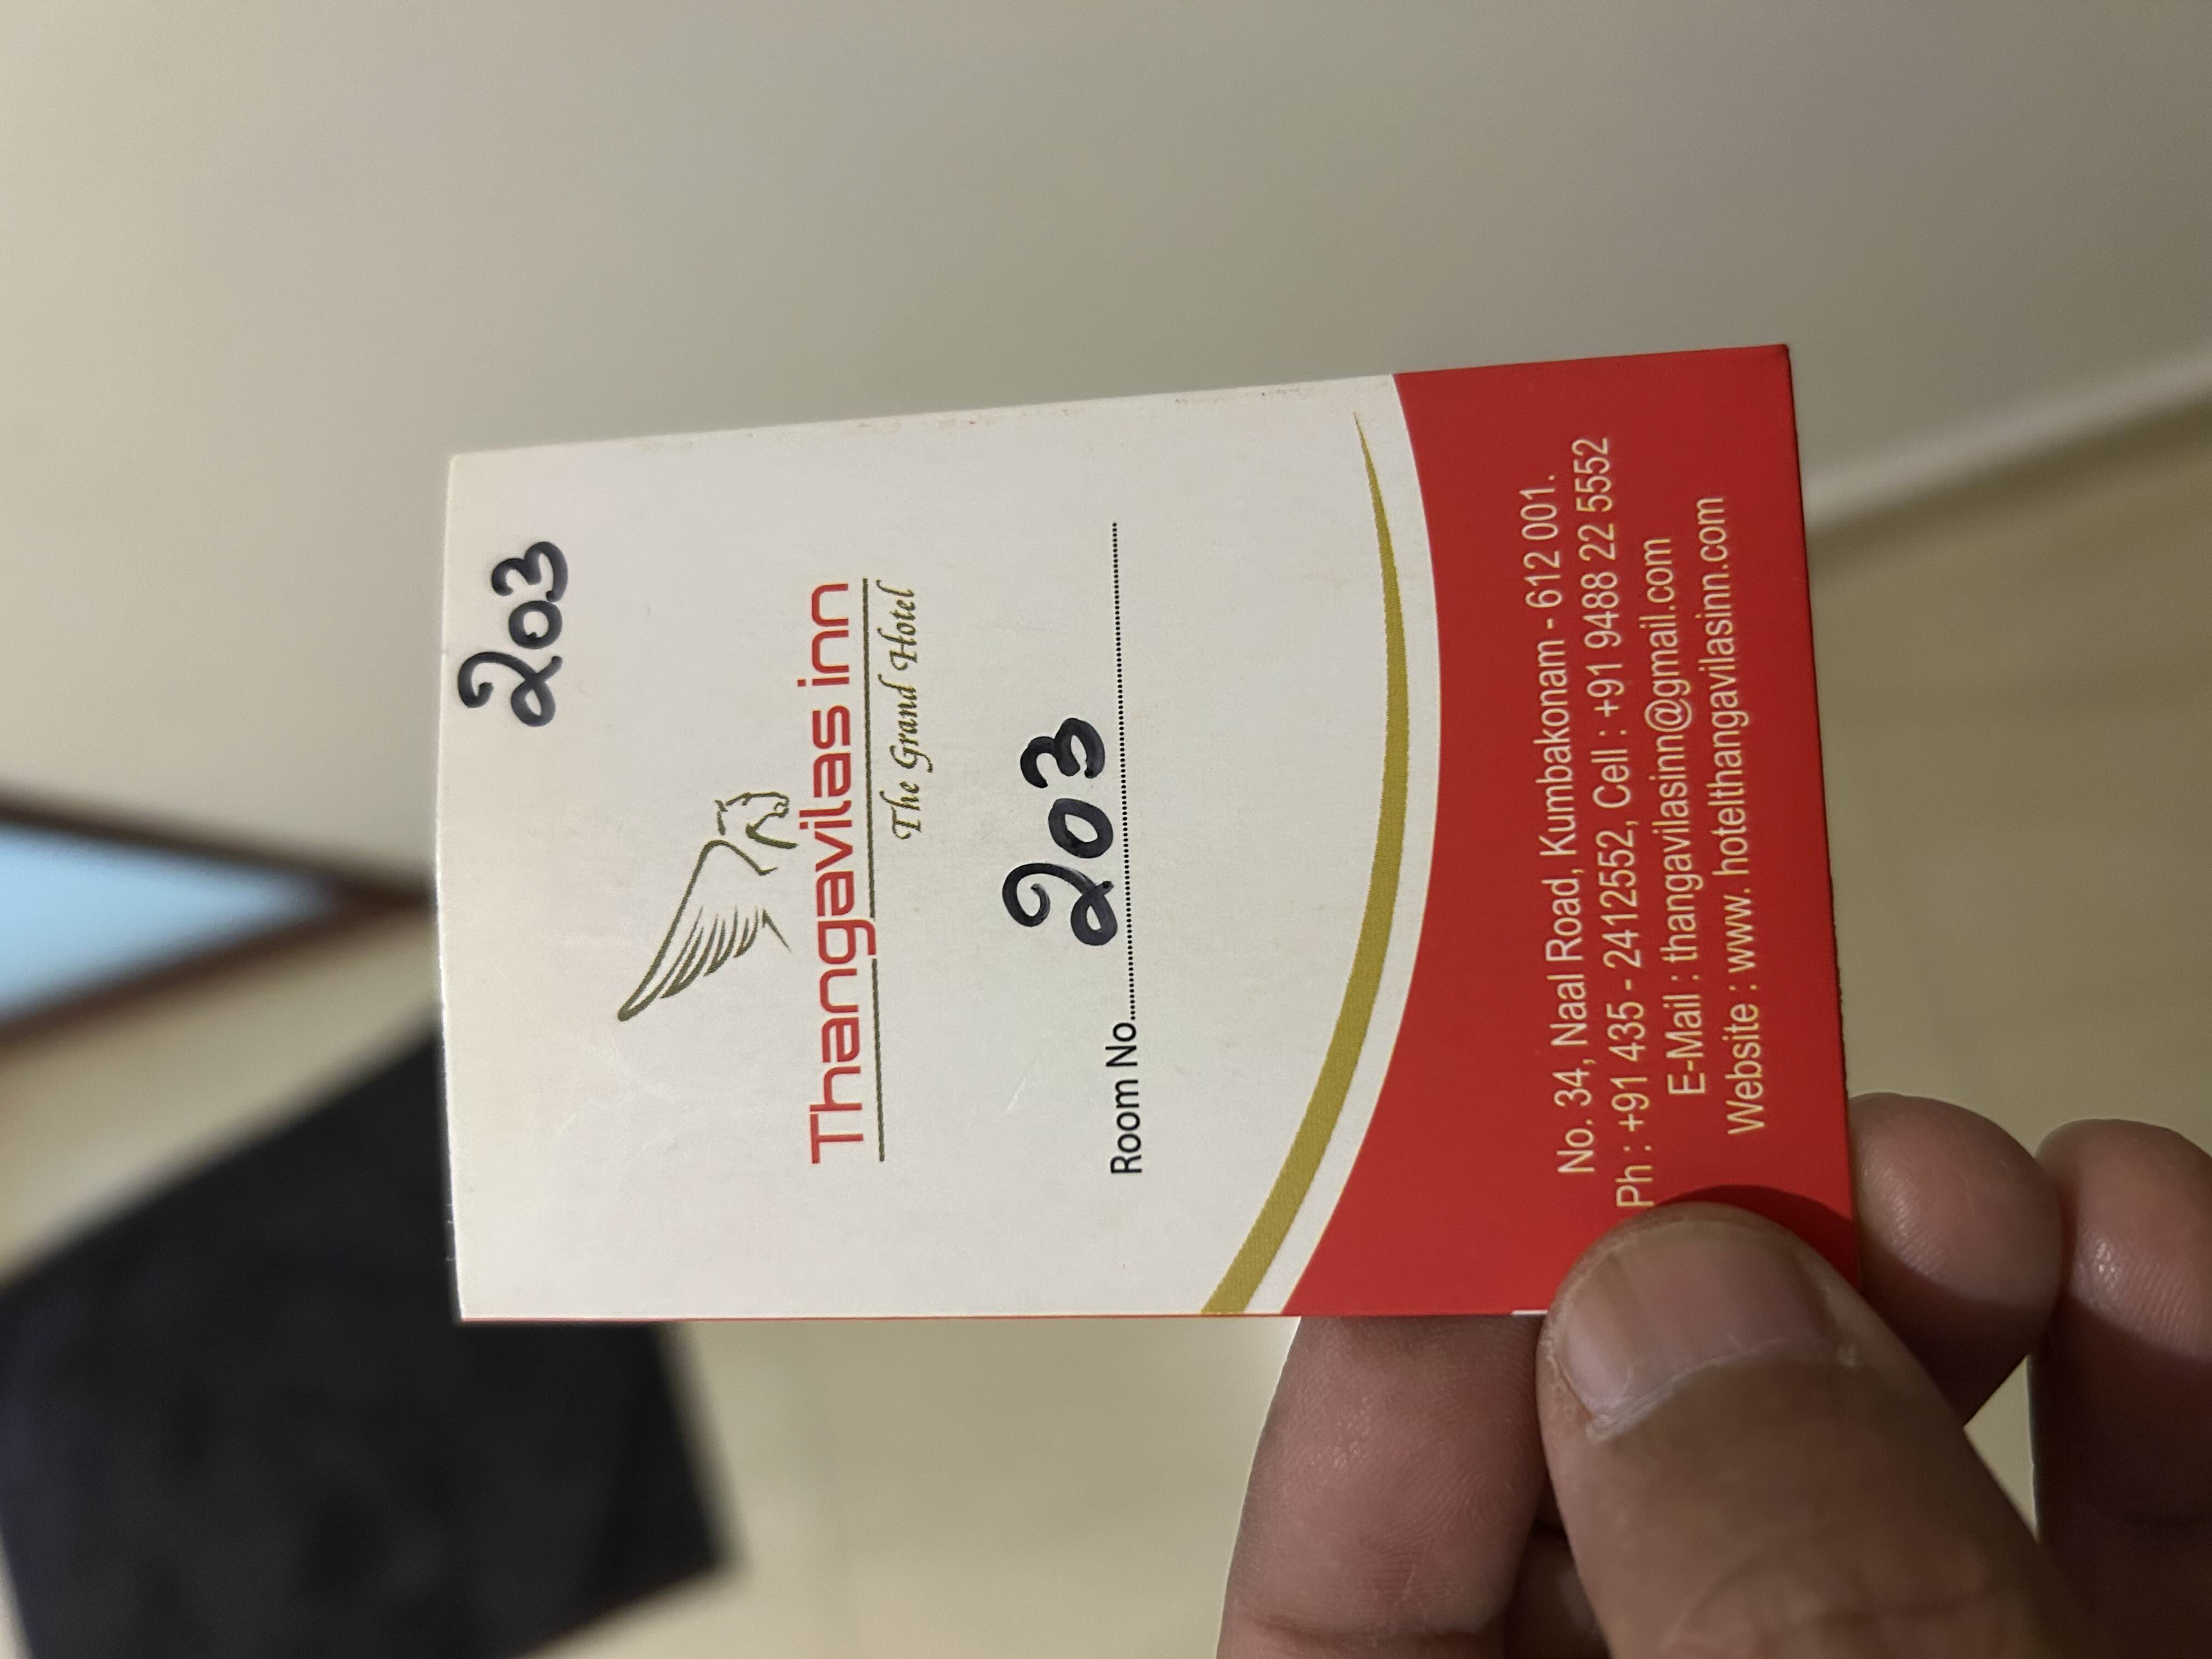 203
Thangavilas inn
The Grand Hotel
Room No. 203
No. 34, Naal Road, Kumbakonam - 612 001.
Ph : +91 435 - 2412552, Cell : +91 9488 22 5552
E-Mail : thangavilasinn@gmail.com
Website : www. hotelthangavilasinn.com